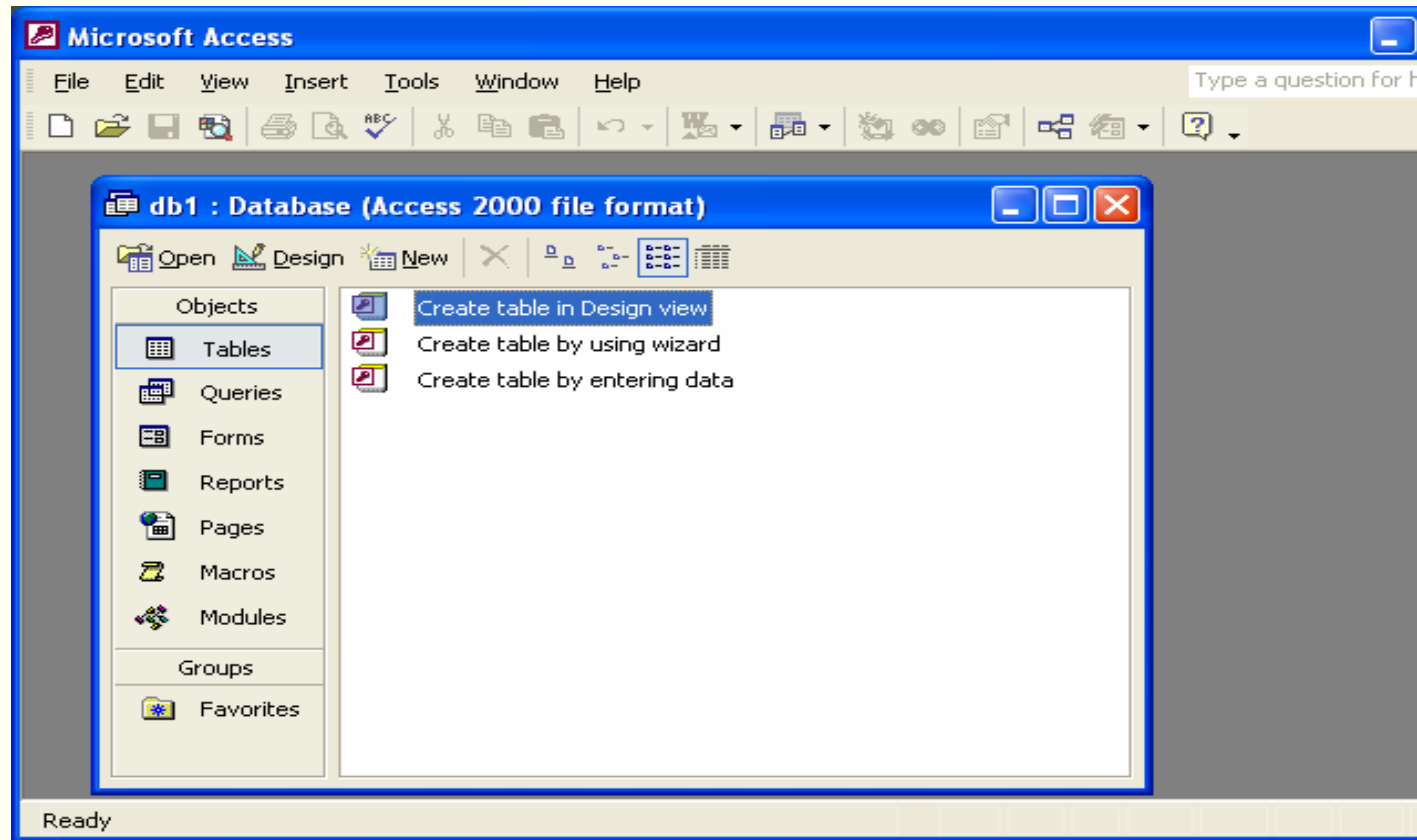 Microsoft Access
File Edit View Insert Tools Window Help
Type a question for h
ABC
db1 : Database (Access 2000 file format)
Open Design New
Objects
Tables
Queries
Forms
Reports
Pages
Macros
Modules
Groups
Favorites
Create table in Design view
Create table by using wizard
Create table by entering data
Ready